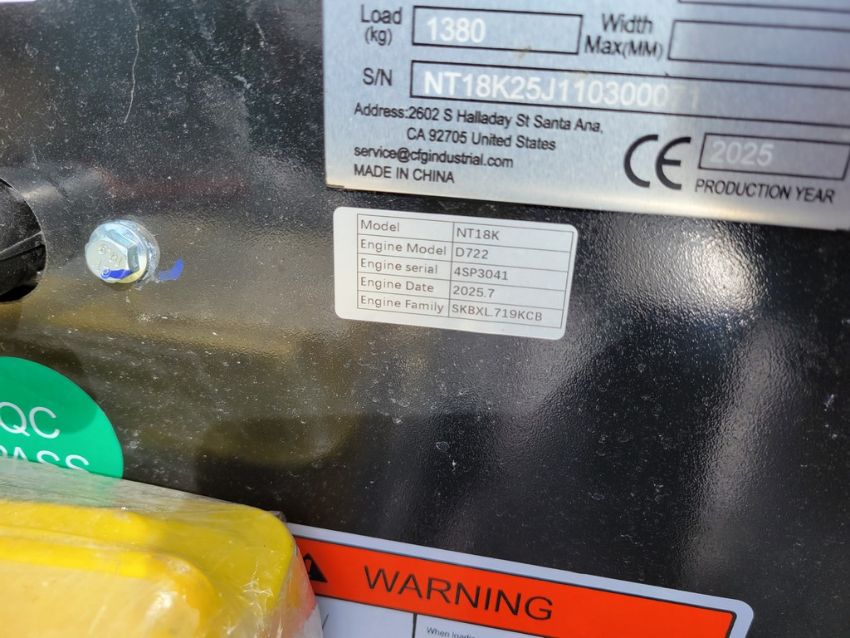 Load (kg) 1380 Width Max(MM)
S/N NT18K25J110300071
Address:2602 S Halladay St Santa Ana,
CA 92705 United States
service@cfgindustrial.com
MADE IN CHINA
CE 2025
PRODUCTION YEAR
Model NT18K
Engine Model D722
Engine serial 4SP3041
Engine Date 2025.7
Engine Family SKBXL.719KCB
QC
PASS
WARNING
When